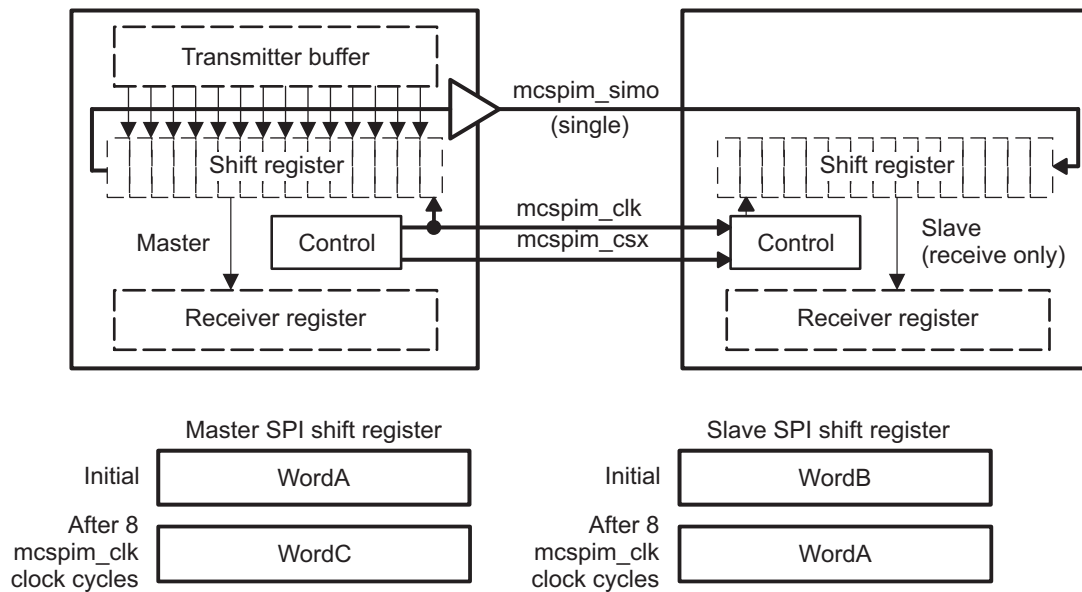 Transmitter buffer
mcspim_simo
(single)
Shift register
Shift register
mcspim_clk
Master
Control
mcspim_csx
Control
Slave
(receive only)
Receiver register
Receiver register
Master SPI shift register
Slave SPI shift register
Initial
WordA
Initial
WordB
After 8
mcspim_clk
clock cycles
WordC
After 8
mcspim_clk
clock cycles
WordA